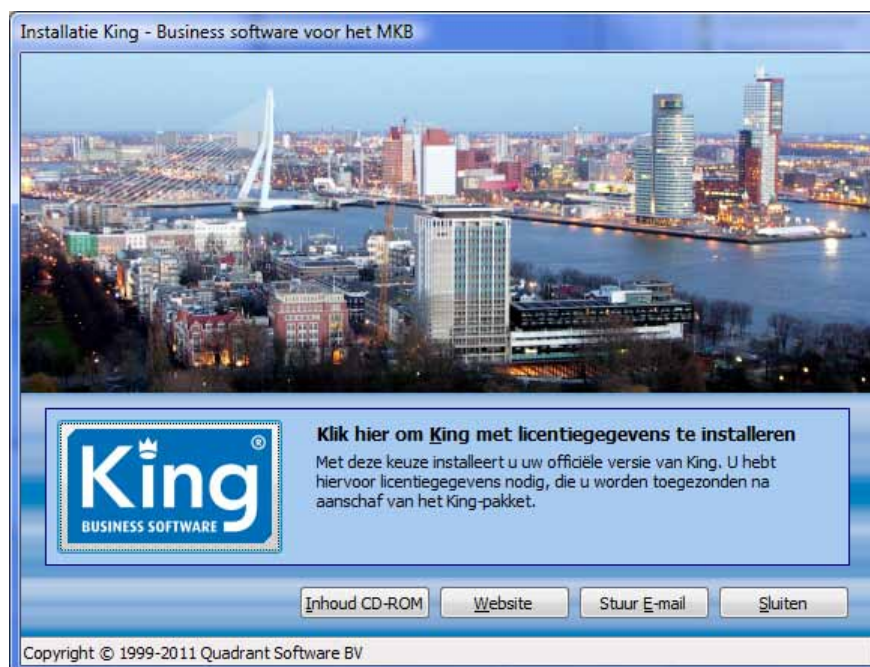 Installatie King - Business software voor het MKB
King®
BUSINESS SOFTWARE
Klik hier om King met licentiegegevens te installeren
Met deze keuze installeert u uw officiële versie van King. U hebt
hiervoor licentiegegevens nodig, die u worden toegezonden na
aanschaf van het King-pakket.
Inhoud CD-ROM
Website
Stuur E-mail
Sluiten
Copyright © 1999-2011 Quadrant Software BV